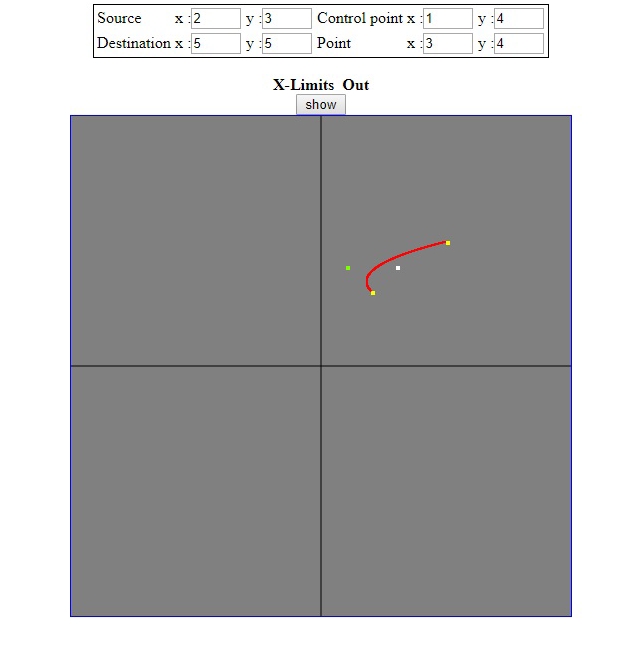 Source x : 2 y : 3 Control point x : 1 y : 4
Destination x : 5 y : 5 Point x : 3 y : 4
X-Limits Out
show